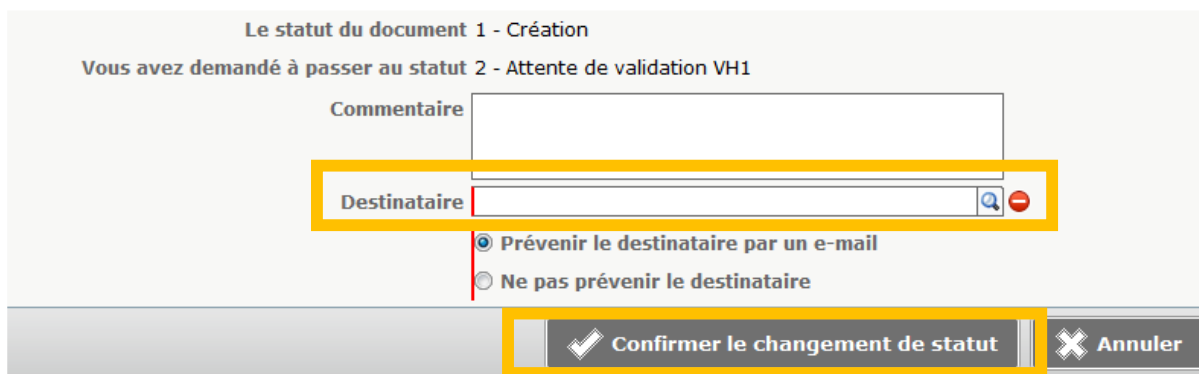 Le statut du document 1 - Création
Vous avez demandé à passer au statut 2 - Attente de validation VH1
Commentaire
Destinataire
Prévenir le destinataire par un e-mail
Ne pas prévenir le destinataire
Confirmer le changement de statut Annuler